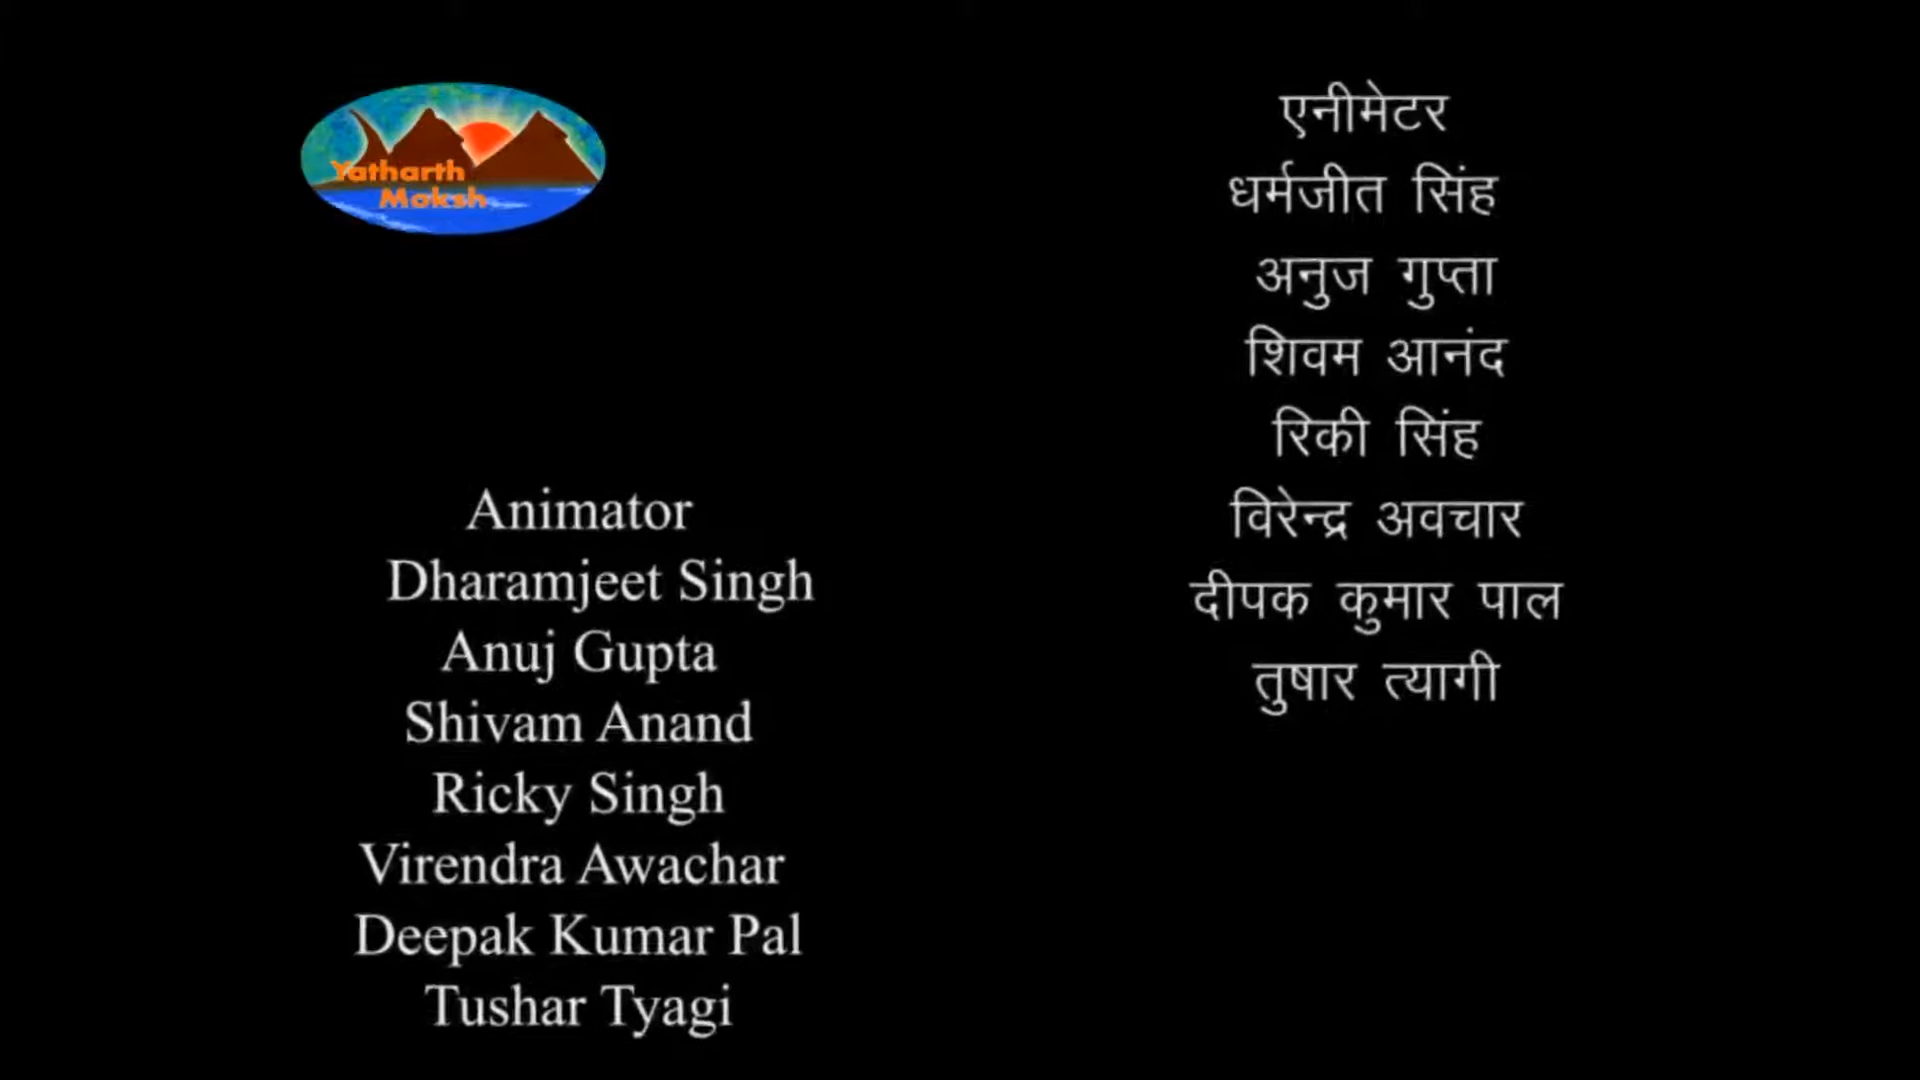 Yatharth
Moksh
Animator
Dharamjeet Singh
Anuj Gupta
Shivam Anand
Ricky Singh
Virendra Awachar
Deepak Kumar Pal
Tushar Tyagi
एनीमेटर
धर्मजीत सिंह
अनुज गुप्ता
शिवम आनंद
रिकी सिंह
विरेन्द्र अवचार
दीपक कुमार पाल
तुषार त्यागी